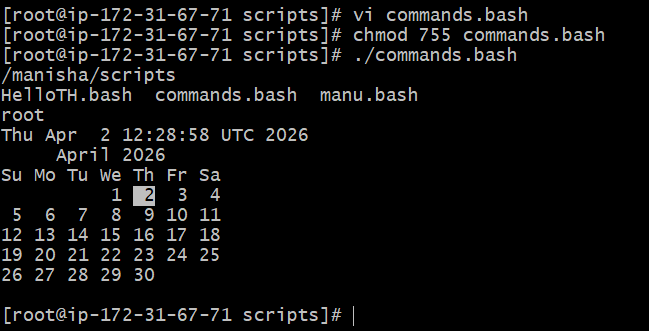 [root@ip-172-31-67-71 scripts]# vi commands.bash
[root@ip-172-31-67-71 scripts]# chmod 755 commands.bash
[root@ip-172-31-67-71 scripts]# ./commands.bash
/manisha/scripts
HelloTH.bash  commands.bash  manu.bash
root
Thu Apr  2 12:28:58 UTC 2026
     April 2026
Su Mo Tu We Th Fr Sa
          1  2  3  4
 5  6  7  8  9 10 11
12 13 14 15 16 17 18
19 20 21 22 23 24 25
26 27 28 29 30
[root@ip-172-31-67-71 scripts]#